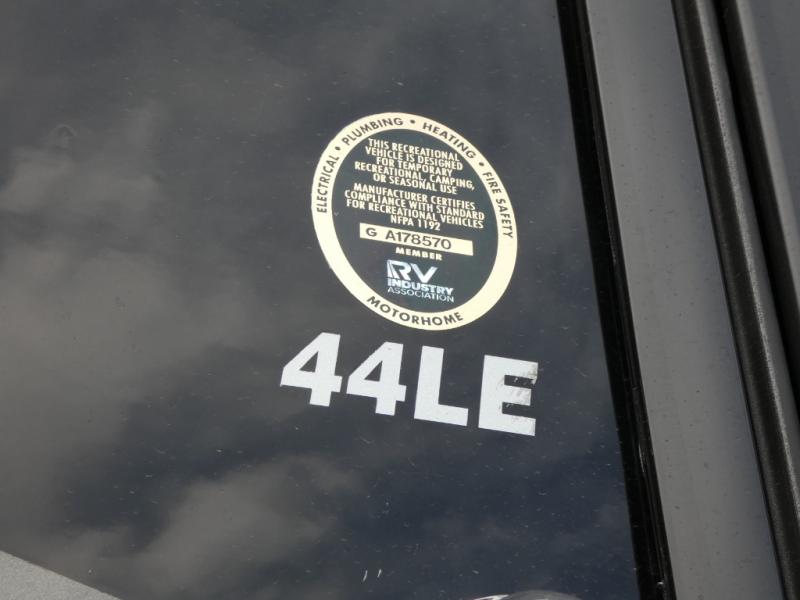 ELECTRICAL • PLUMBING • HEATING • FIRE SAFETY
THIS RECREATIONAL
VEHICLE IS DESIGNED
FOR TEMPORARY
RECREATIONAL, CAMPING,
OR SEASONAL USE
MANUFACTURER CERTIFIES
COMPLIANCE WITH STANDARD
FOR RECREATIONAL VEHICLES
NFPA 1192
G A178570
MEMBER
RV
INDUSTRY
ASSOCIATION
MOTORHOME
44LE